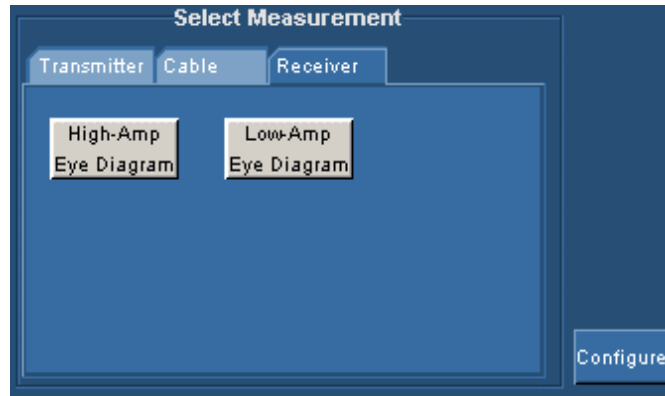 Select Measurement
Transmitter Cable Receiver
High-Amp Low-Amp
Eye Diagram Eye Diagram
Configure